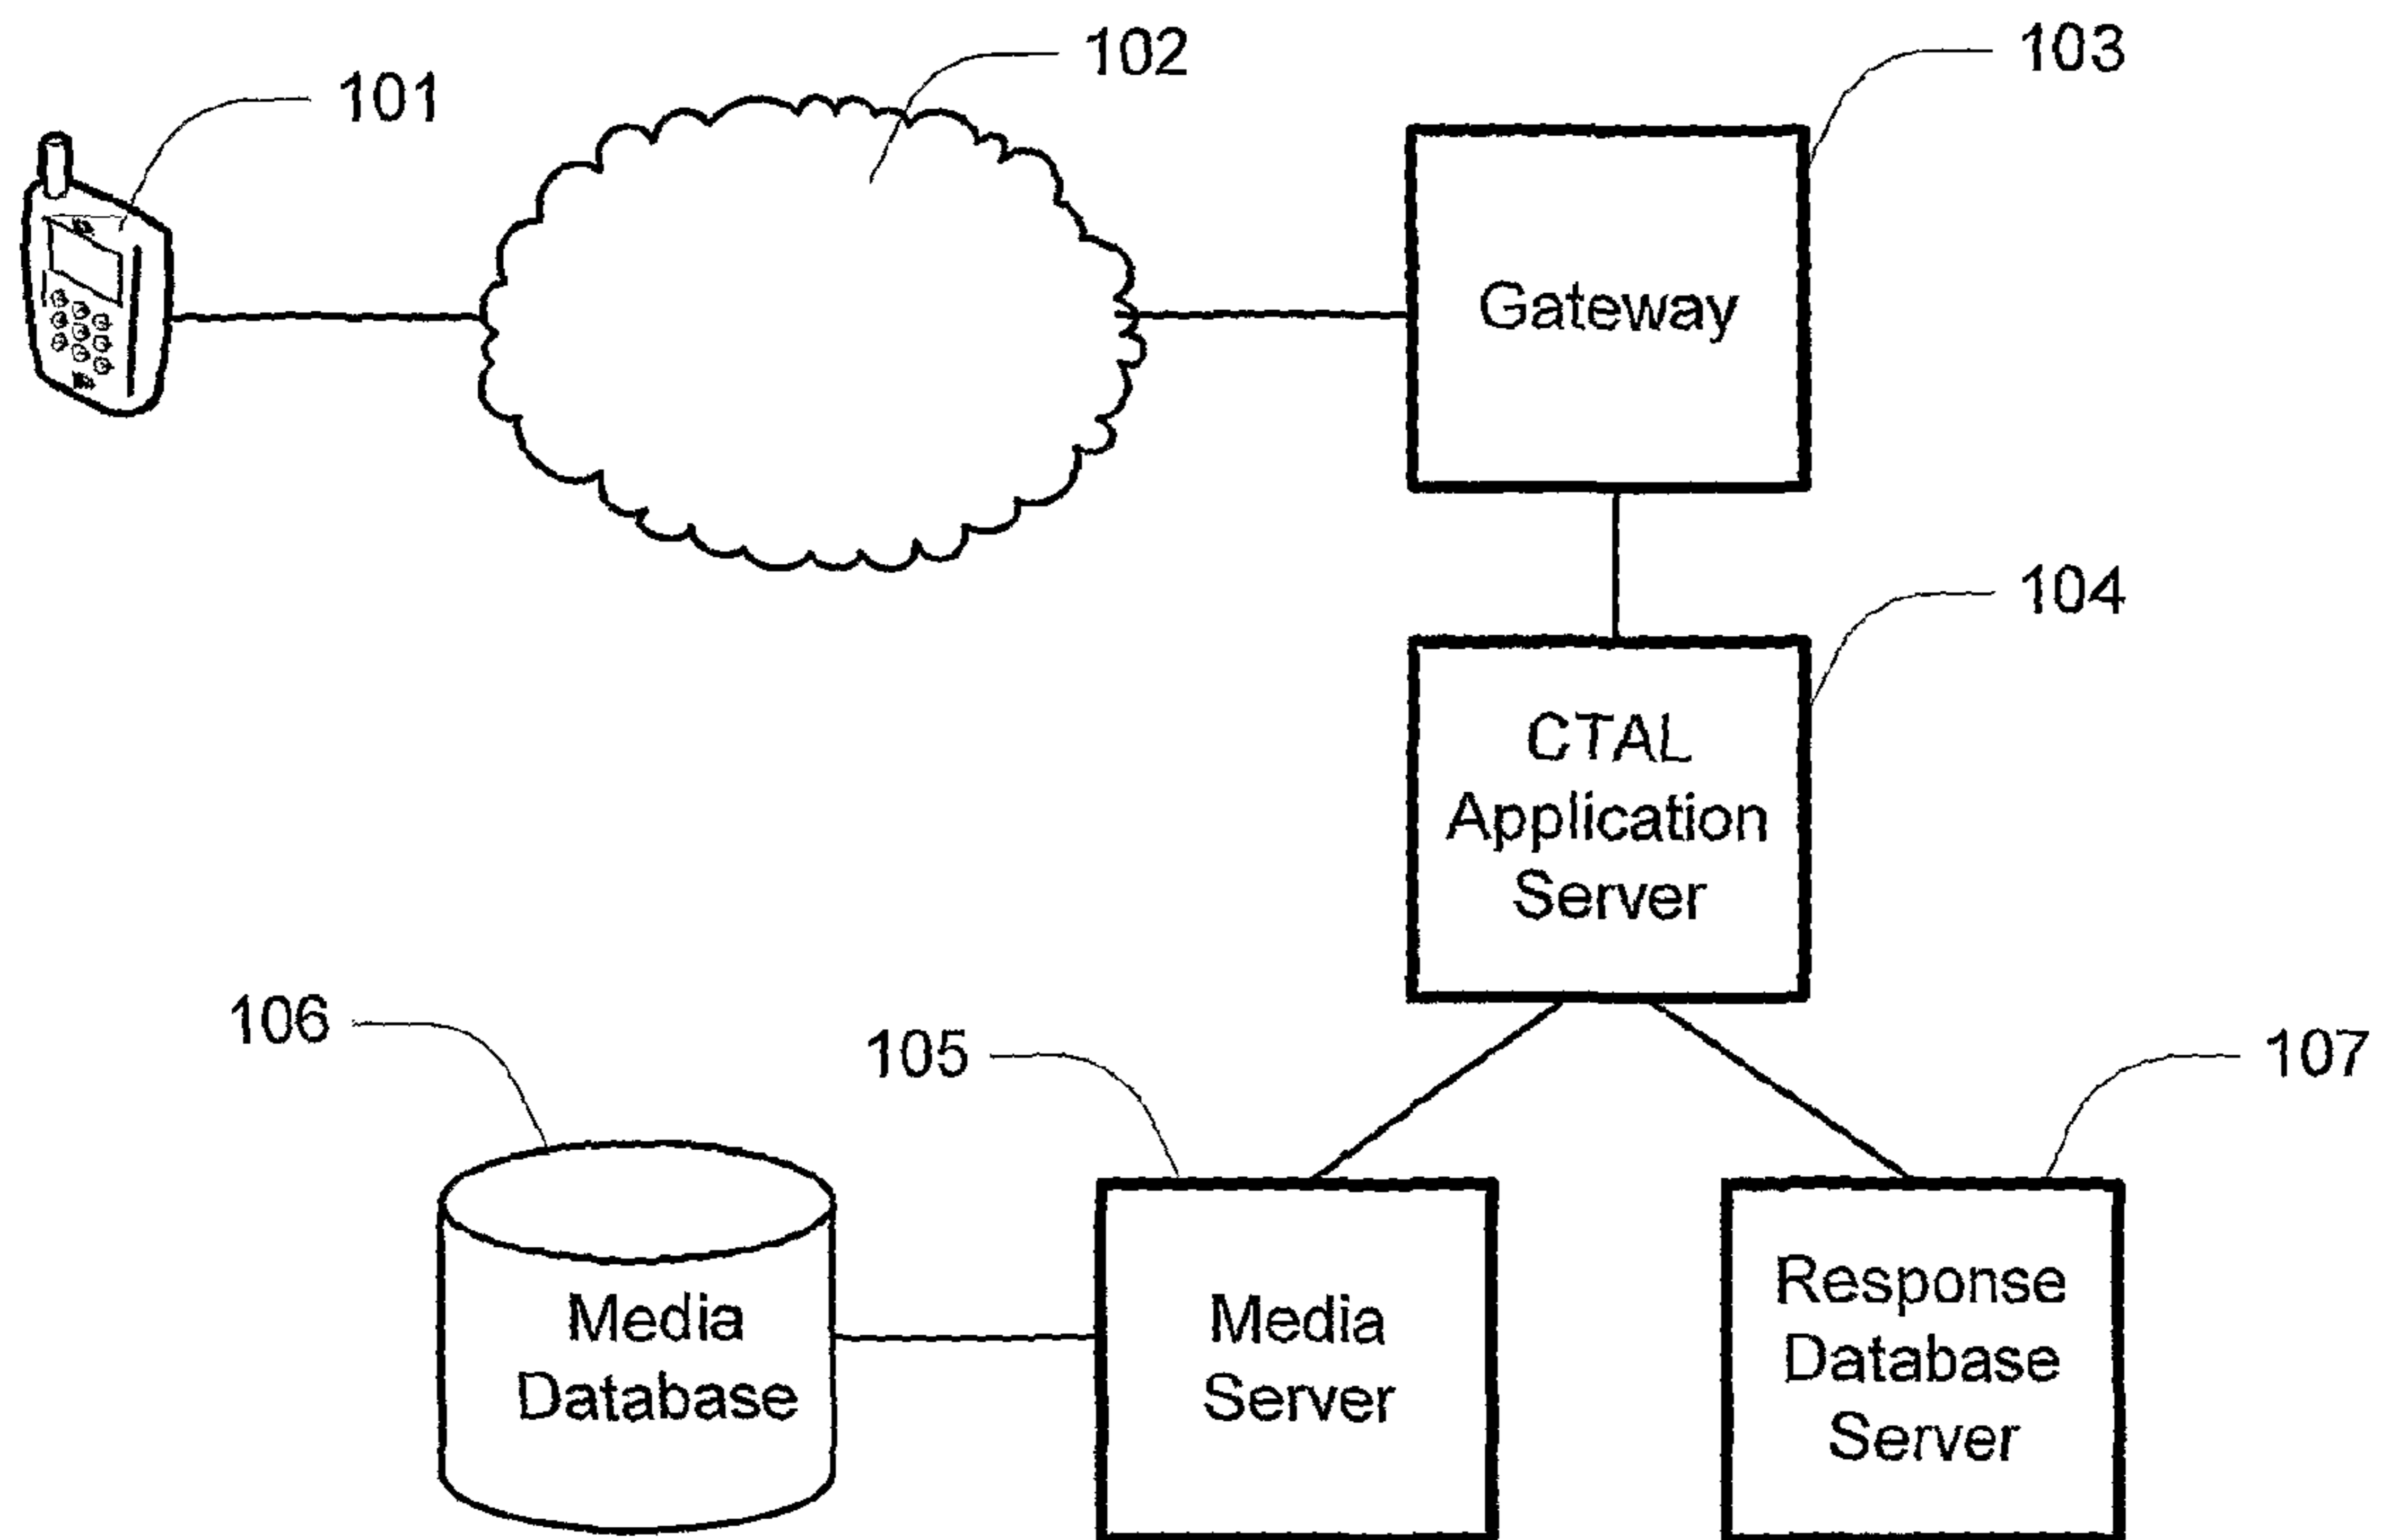 102
103
101
Gateway
104
CTAL
Application
Server
106
105
107
Media
Database
Media
Server
Response
Database
Server